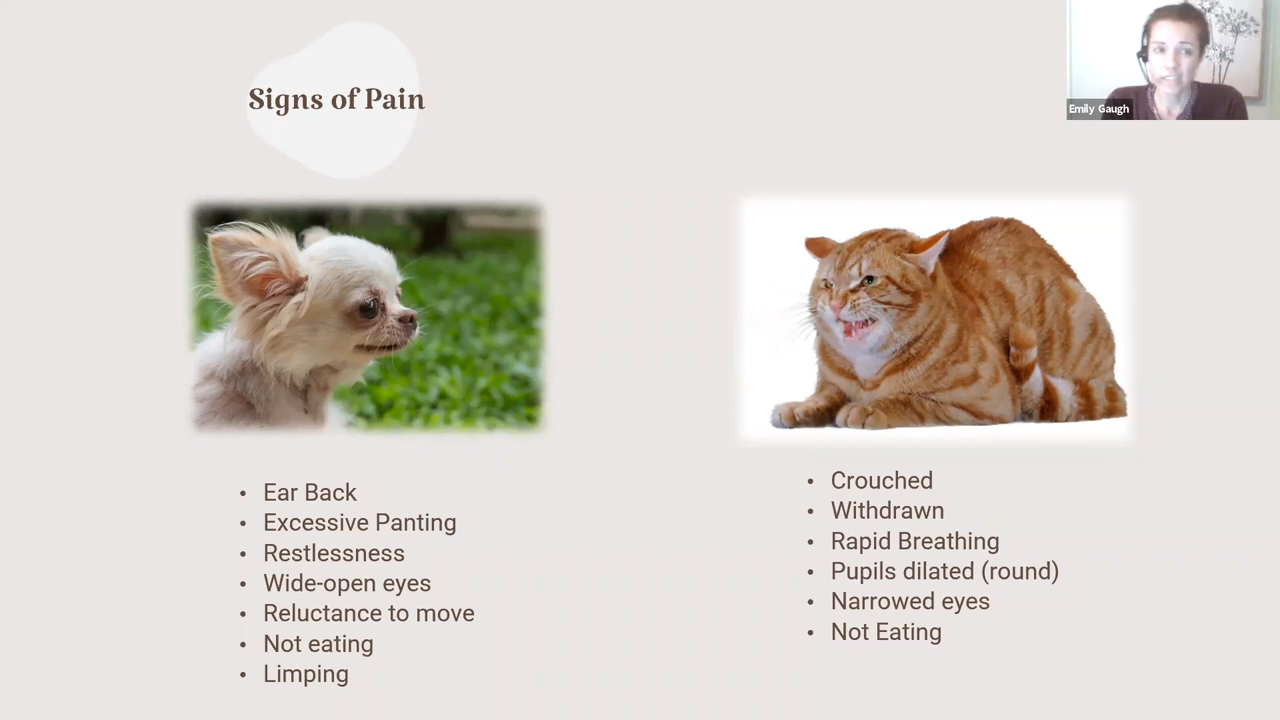 Signs of Pain
Emily Gaugh
Ear Back
Excessive Panting
Restlessness
Wide-open eyes
Reluctance to move
Not eating
Limping
Crouched
Withdrawn
Rapid Breathing
Pupils dilated (round)
Narrowed eyes
Not Eating